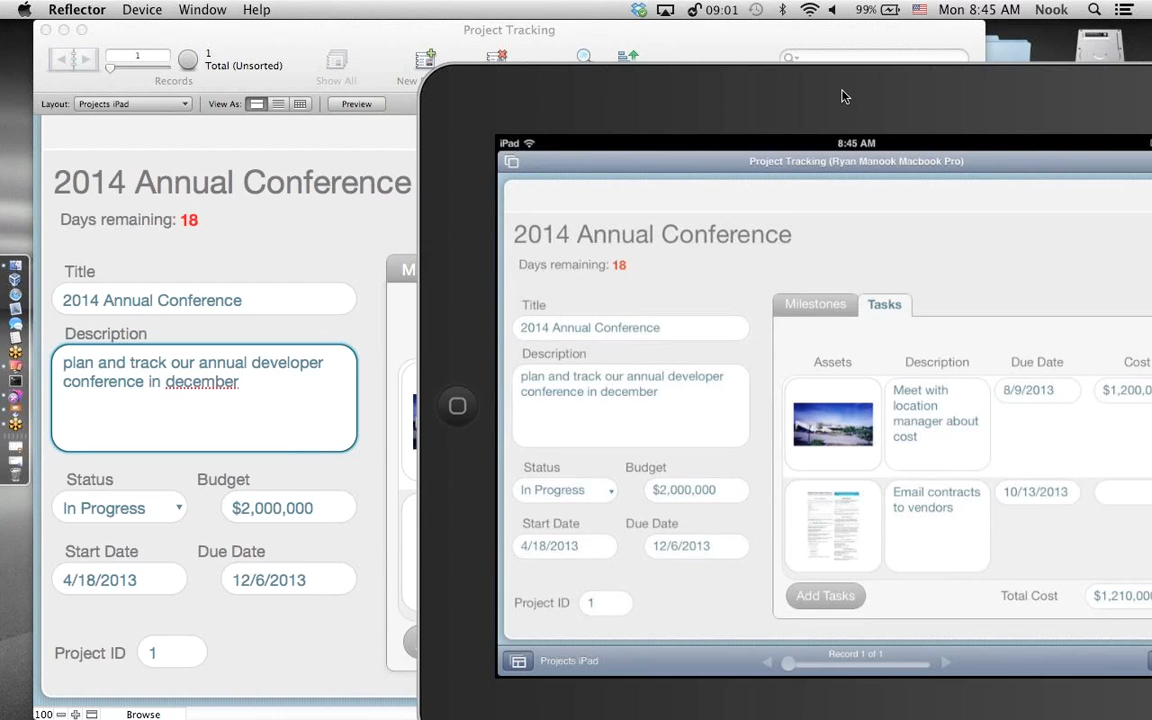 Reflector Device Window Help 09:01 99% Mon 8:45 AM Nook
Project Tracking
1
1
Total (Unsorted)
Records
Show All
New
Layout: Projects iPad View As: Preview
2014 Annual Conference
Days remaining: 18
Title
2014 Annual Conference
Description
plan and track our annual developer
conference in december
Status Budget
In Progress $2,000,000
Start Date Due Date
4/18/2013 12/6/2013
Project ID 1
100 Browse
M
iPad 8:45 AM
Project Tracking (Ryan Manook Macbook Pro)
2014 Annual Conference
Days remaining: 18
Title
2014 Annual Conference
Description
plan and track our annual developer
conference in december
Status Budget
In Progress $2,000,000
Start Date Due Date
4/18/2013 12/6/2013
Project ID 1
Milestones Tasks
Assets Description Due Date Cost
Meet with
location
manager about
cost
8/9/2013 $1,200,0
Email contracts
to vendors
10/13/2013
Add Tasks Total Cost $1,210,00
Projects iPad Record 1 of 1